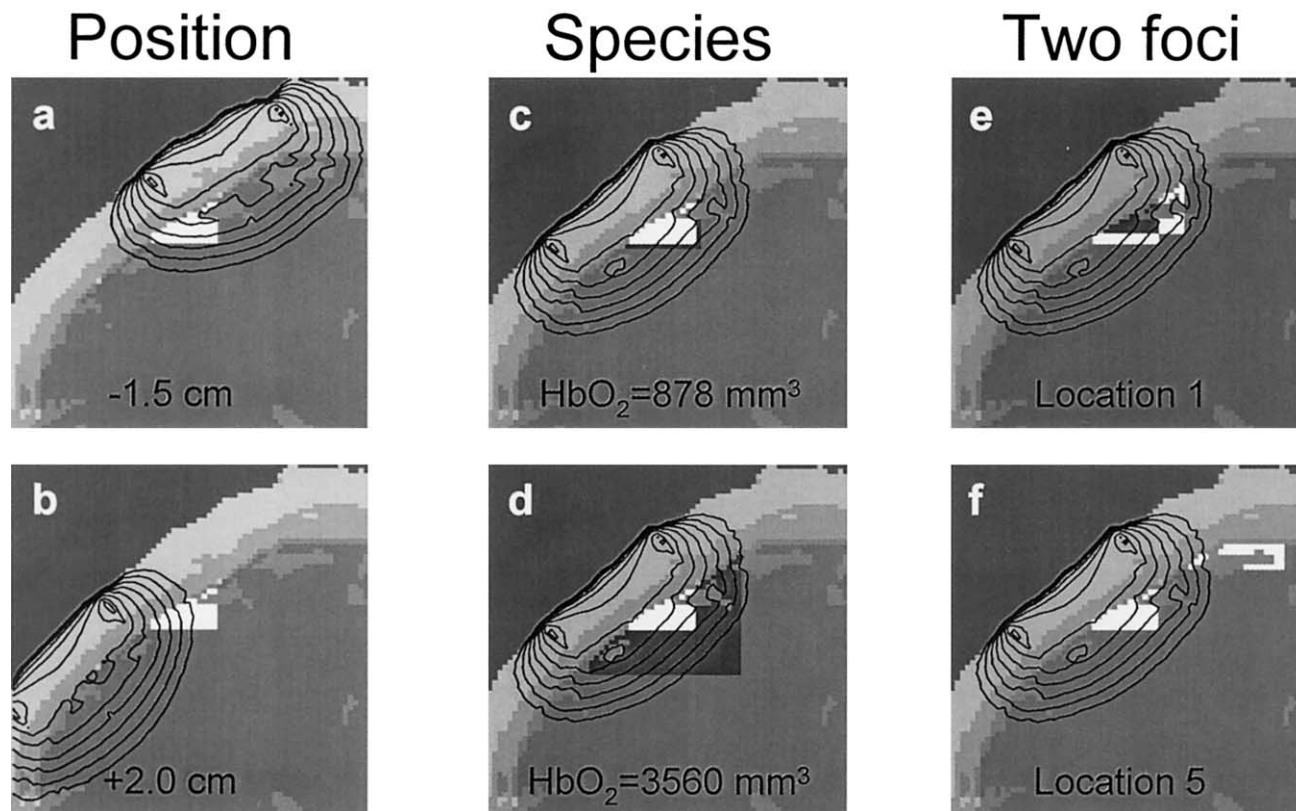 Position
Species
Two foci
a
c
e
-1.5 cm
HbO₂=878 mm³
Location 1
b
d
f
+2.0 cm
HbO₂=3560 mm³
Location 5